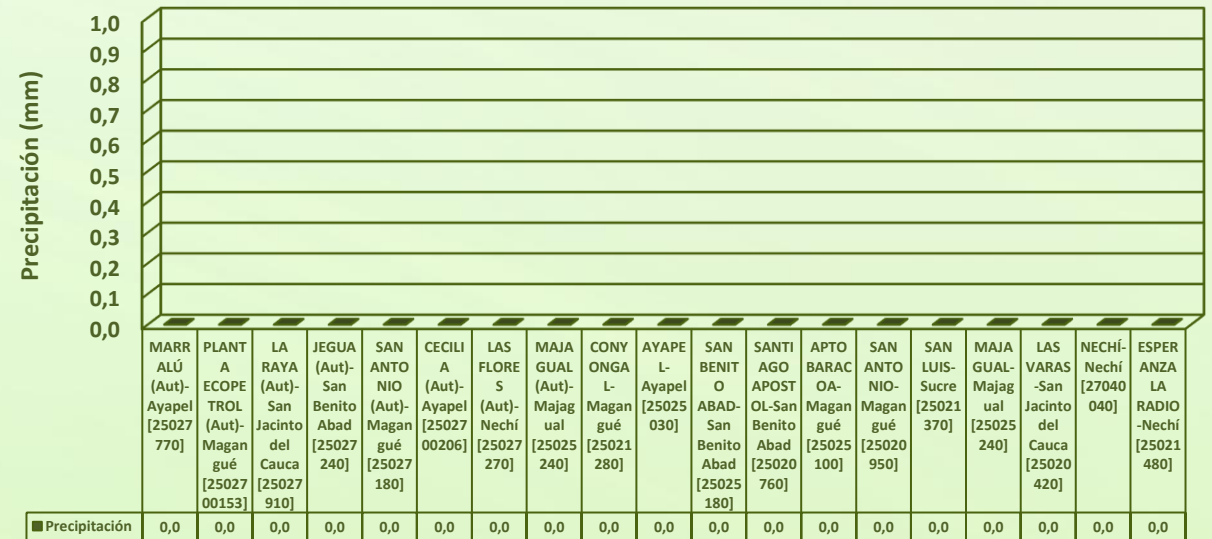 Precipitación (mm)
1,0
0,9
0,8
0,7
0,6
0,5
0,4
0,3
0,2
0,1
0,0
MARR
ALÚ
(Aut)-
Ayapel
[25027
770]
PLANT
A
ECOPE
TROL
(Aut)-
Magan
gué
[25027
00153]
LA
RAYA
(Aut)-
San
Jacinto
del
Cauca
[25027
910]
JEGUA
(Aut)-
San
Benito
Abad
[25027
240]
SAN
ANTO
NIO
(Aut)-
Magan
gué
[25027
180]
CECILI
A
(Aut)-
Ayapel
[25027
00206]
LAS
FLORE
S
(Aut)-
Nechí
[25027
270]
MAJA
GUAL
(Aut)-
Majag
ual
[25025
240]
CONY
ONGA
L-
Magan
gué
[25021
280]
AYAPE
L-
Ayapel
[25025
030]
SAN
BENIT
O
ABAD-
San
Benito
Abad
[25025
180]
SANTI
AGO
APOST
OL-San
Benito
Abad
[25020
760]
APTO
BARAC
OA-
Magan
gué
[25025
100]
SAN
ANTO
NIO-
Magan
gué
[25020
950]
SAN
LUIS-
Sucre
[25021
370]
MAJA
GUAL-
Majag
ual
[25025
240]
LAS
VARAS
-San
Jacinto
del
Cauca
[25020
420]
NECHÍ-
Nechí
[27040
040]
ESPER
ANZA
LA
RADIO
-Nechí
[25021
480]
Precipitación 0,0 0,0 0,0 0,0 0,0 0,0 0,0 0,0 0,0 0,0 0,0 0,0 0,0 0,0 0,0 0,0 0,0 0,0 0,0